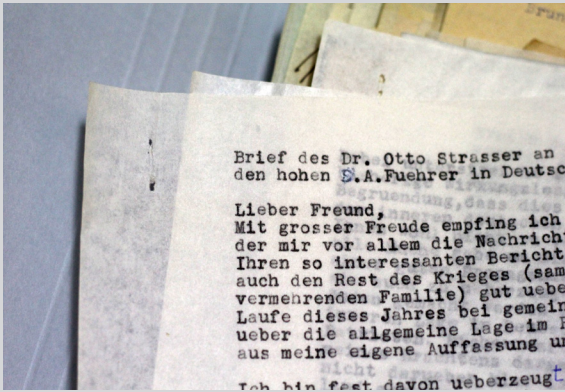 Brief des Dr. Otto Strasser an
den hohen S.A.Fuehrer in Deutsc
Lieber Freund,
Mit grosser Freude empfing ich
der mir vor allem die Nachricht
Ihren so interessanten Bericht
auch den Rest des Krieges (sam
vermehrenden Familie) gut uebe
Laufe dieses Jahres bei gemein
ueber die allgemeine Lage im
aus meine eigene Auffassung u
Ich bin fest davon ueberzeugt